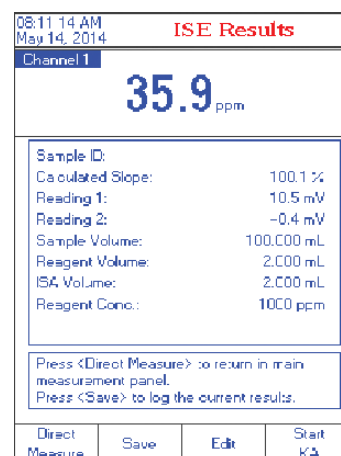 08:11:14 AM
May 14, 2014
ISE Results
Channel 1
35.9 ppm
Sample ID:
Calculated Slope: 100.1 %
Reading 1: 10.5 mV
Reading 2: -0.4 mV
Sample Volume: 100.000 mL
Reagent Volume: 2.000 mL
ISA Volume: 2.000 mL
Reagent Conc.: 1000 ppm
Press <Direct Measure> to return in main
measurement panel.
Press <Save> to log the current results.
Direct Measure
Save
Edit
Start KA